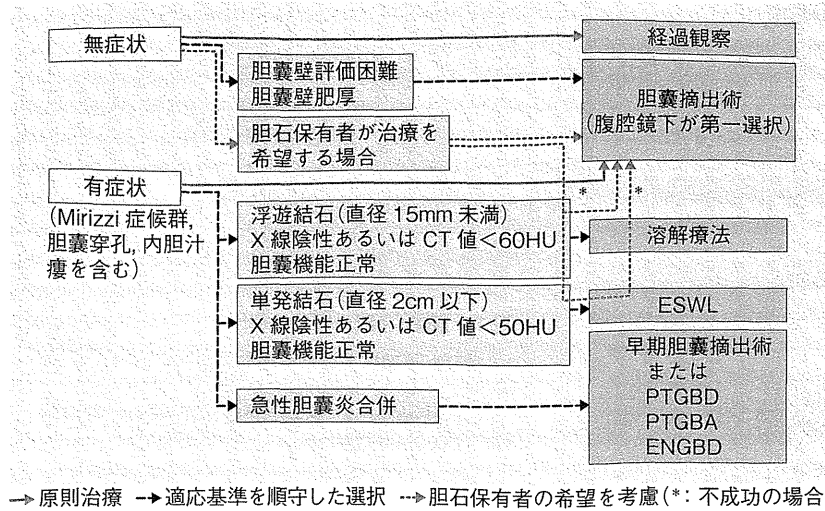 無症状
経過観察
胆嚢壁評価困難
胆嚢壁肥厚
胆嚢摘出術
(腹腔鏡下が第一選択)
胆石保有者が治療を
希望する場合
有症状
(Mirizzi 症候群,
胆嚢穿孔, 内胆汁
瘻を含む)
*
*
浮遊結石(直径 15mm 未満)
X 線陰性あるいは CT 値<60HU
胆嚢機能正常
溶解療法
単発結石(直径 2cm 以下)
X 線陰性あるいは CT 値<50HU
胆嚢機能正常
ESWL
急性胆嚢炎合併
早期胆嚢摘出術
または
PTGBD
PTGBA
ENGBD
→原則治療 →適応基準を順守した選択 →胆石保有者の希望を考慮(*: 不成功の場合